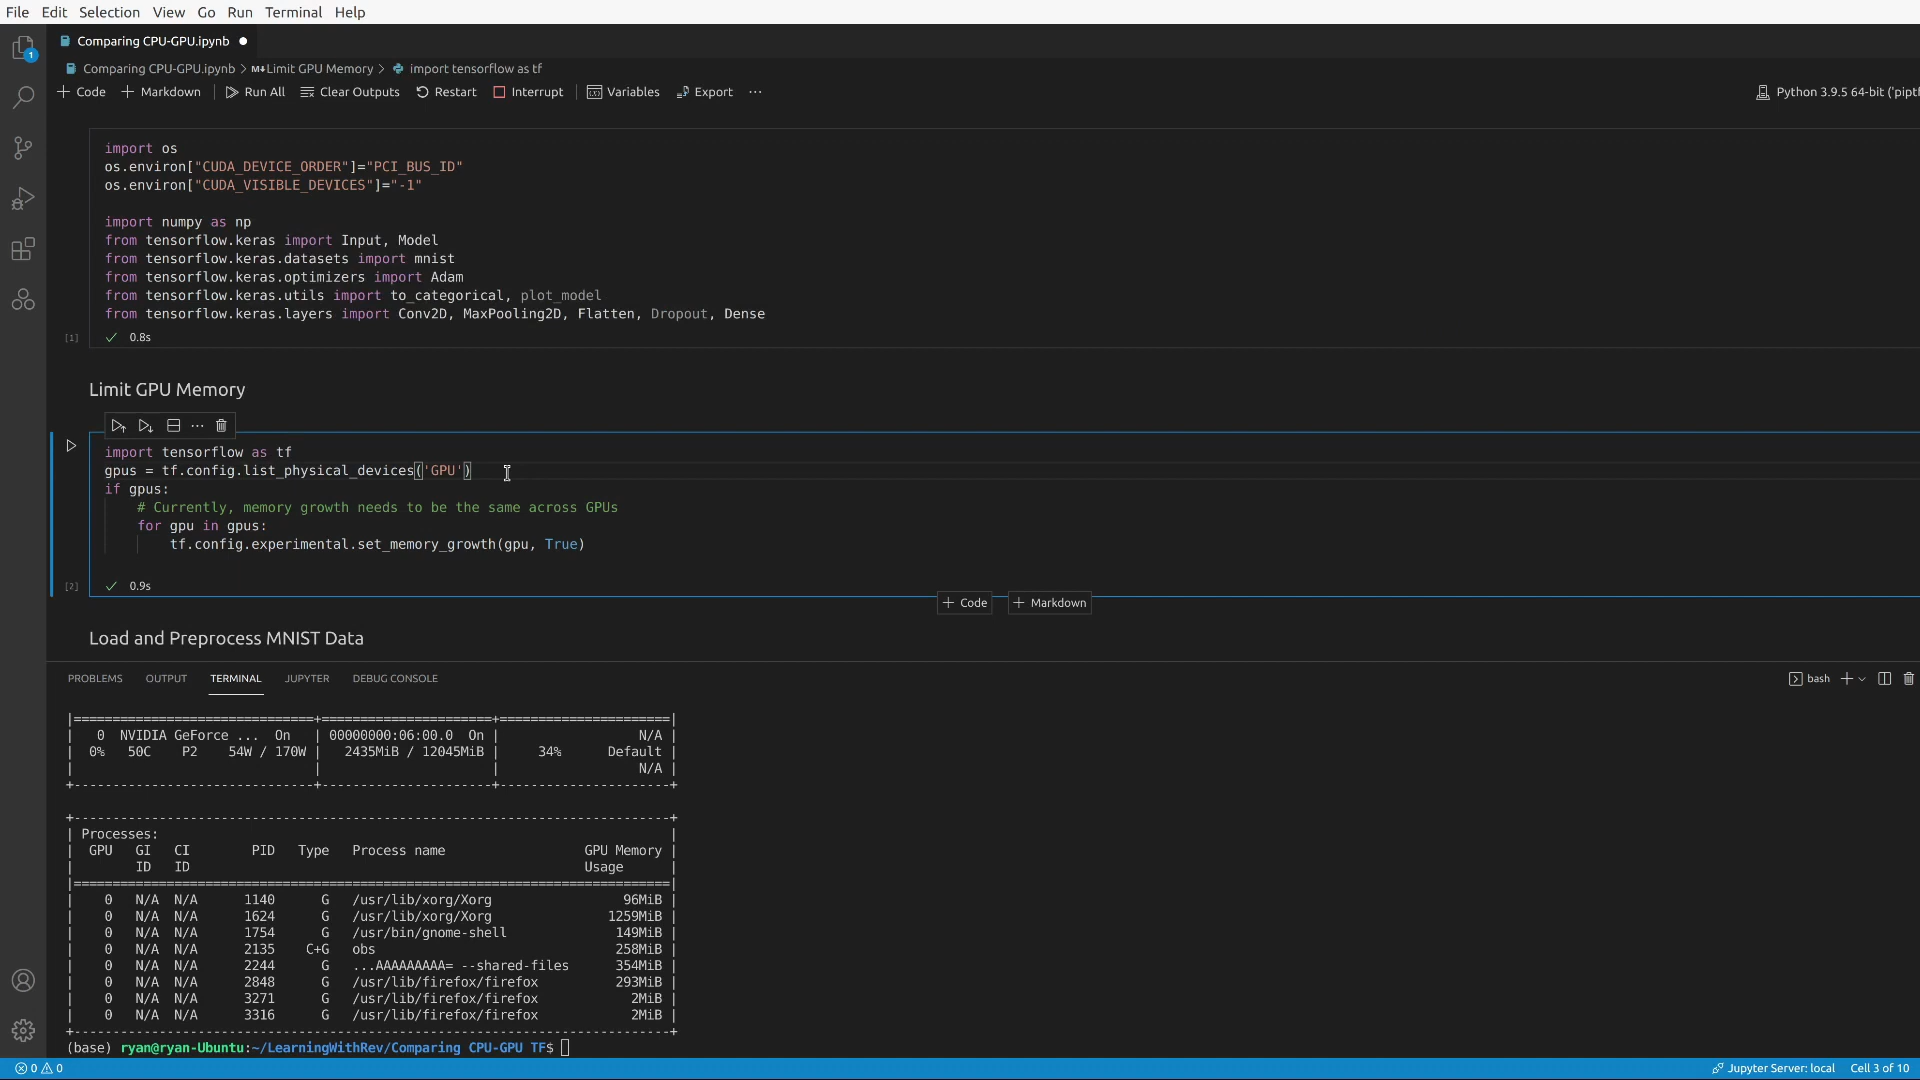 File Edit Selection View Go Run Terminal Help
Comparing CPU-GPU.ipynb
1
Comparing CPU-GPU.ipynb > M↓Limit GPU Memory > import tensorflow as tf
+ Code + Markdown Run All Clear Outputs Restart Interrupt Variables Export ··· Python 3.9.5 64-bit ('piptf
import os
os.environ["CUDA_DEVICE_ORDER"]="PCI_BUS_ID"
os.environ["CUDA_VISIBLE_DEVICES"]="-1"
import numpy as np
from tensorflow.keras import Input, Model
from tensorflow.keras.datasets import mnist
from tensorflow.keras.optimizers import Adam
from tensorflow.keras.utils import to_categorical, plot_model
from tensorflow.keras.layers import Conv2D, MaxPooling2D, Flatten, Dropout, Dense
[1] ✓ 0.8s
Limit GPU Memory
import tensorflow as tf
gpus = tf.config.list_physical_devices('GPU')
if gpus:
# Currently, memory growth needs to be the same across GPUs
for gpu in gpus:
tf.config.experimental.set_memory_growth(gpu, True)
[2] ✓ 0.9s
+ Code + Markdown
Load and Preprocess MNIST Data
PROBLEMS OUTPUT TERMINAL JUPYTER DEBUG CONSOLE bash
|===============================+======================+======================|
| 0 NVIDIA GeForce ... On | 00000000:06:00.0 On | N/A |
| 0% 50C P2 54W / 170W | 2435MiB / 12045MiB | 34% Default |
| | | N/A |
+-------------------------------+----------------------+----------------------+
+-----------------------------------------------------------------------------+
| Processes: |
| GPU GI CI PID Type Process name GPU Memory |
| ID ID Usage |
|=============================================================================|
| 0 N/A N/A 1140 G /usr/lib/xorg/Xorg 96MiB |
| 0 N/A N/A 1624 G /usr/lib/xorg/Xorg 1259MiB |
| 0 N/A N/A 1754 G /usr/bin/gnome-shell 149MiB |
| 0 N/A N/A 2135 C+G obs 258MiB |
| 0 N/A N/A 2244 G ...AAAAAAAAA= --shared-files 354MiB |
| 0 N/A N/A 2848 G /usr/lib/firefox/firefox 293MiB |
| 0 N/A N/A 3271 G /usr/lib/firefox/firefox 2MiB |
| 0 N/A N/A 3316 G /usr/lib/firefox/firefox 2MiB |
+-----------------------------------------------------------------------------+
(base) ryan@ryan-Ubuntu:~/LearningWithRev/Comparing CPU-GPU TF$
0 0 Jupyter Server: local Cell 3 of 10